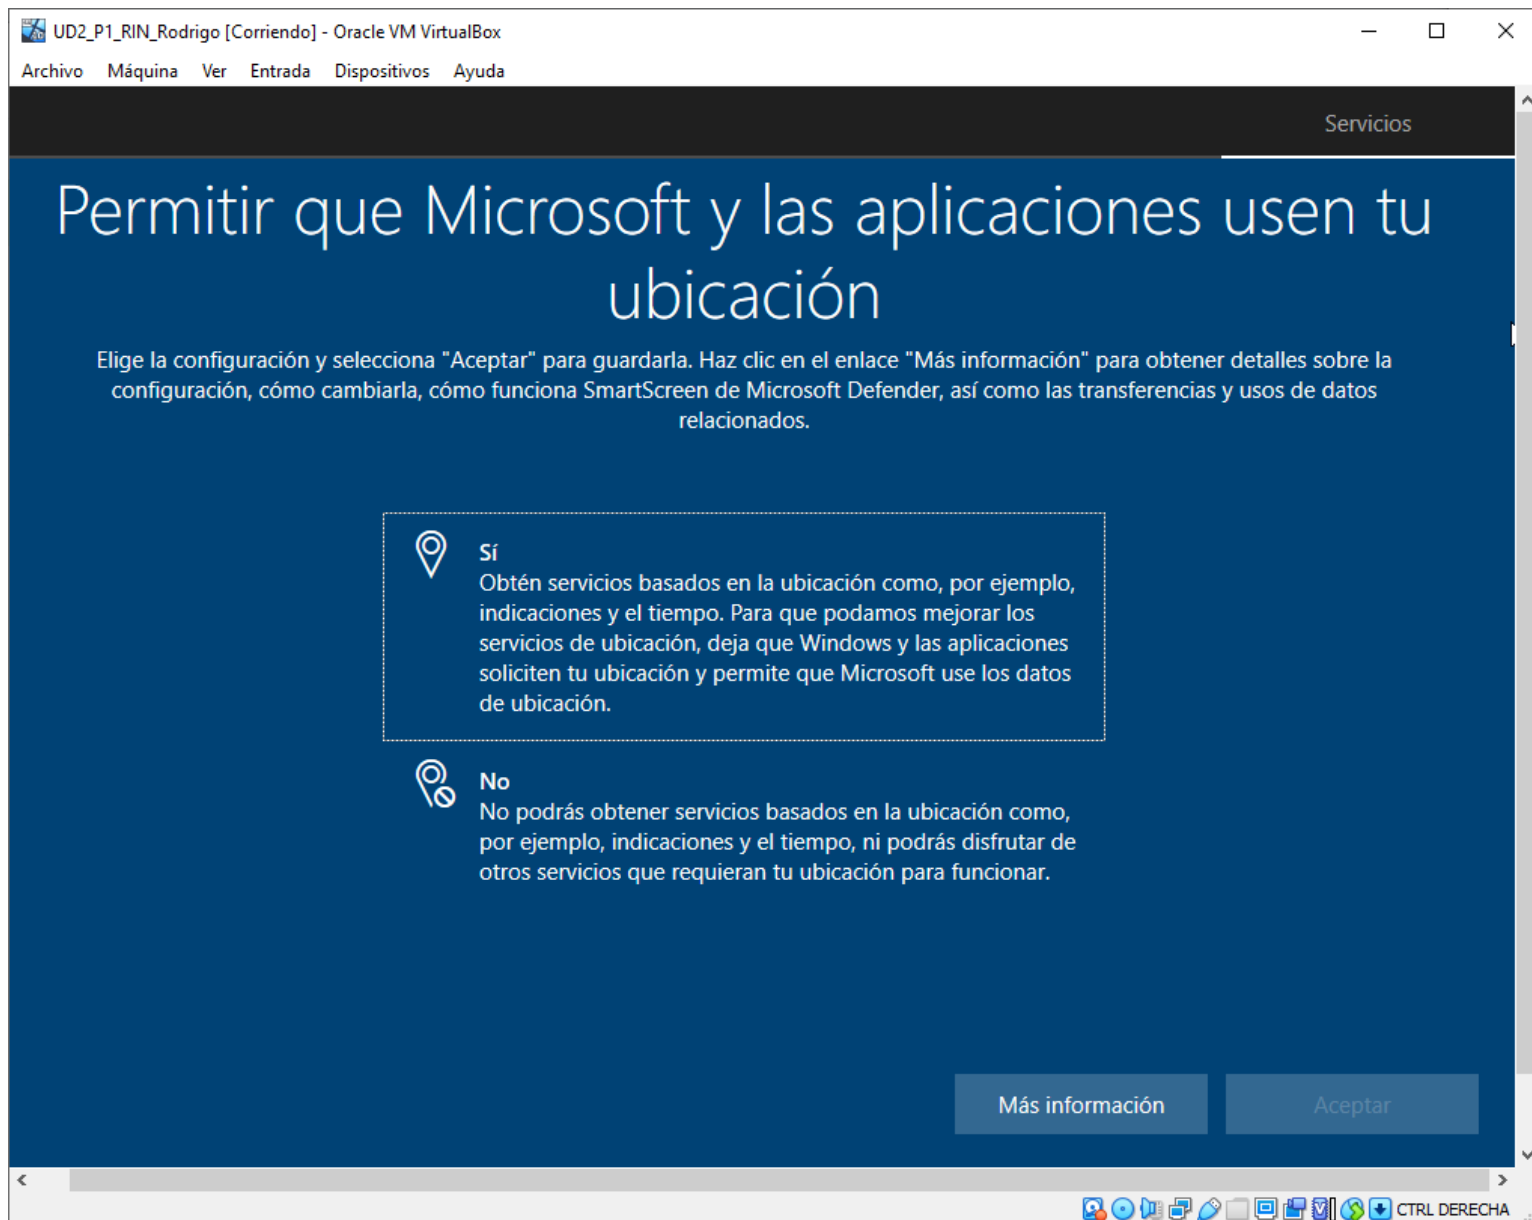 UD2_P1_RIN_Rodrigo [Corriendo] - Oracle VM VirtualBox
Archivo Máquina Ver Entrada Dispositivos Ayuda
Servicios
Permitir que Microsoft y las aplicaciones usen tu
ubicación
Elige la configuración y selecciona "Aceptar" para guardarla. Haz clic en el enlace "Más información" para obtener detalles sobre la
configuración, cómo cambiarla, cómo funciona SmartScreen de Microsoft Defender, así como las transferencias y usos de datos
relacionados.
Sí
Obtén servicios basados en la ubicación como, por ejemplo,
indicaciones y el tiempo. Para que podamos mejorar los
servicios de ubicación, deja que Windows y las aplicaciones
soliciten tu ubicación y permite que Microsoft use los datos
de ubicación.
No
No podrás obtener servicios basados en la ubicación como,
por ejemplo, indicaciones y el tiempo, ni podrás disfrutar de
otros servicios que requieran tu ubicación para funcionar.
Más información Aceptar
CTRL DERECHA